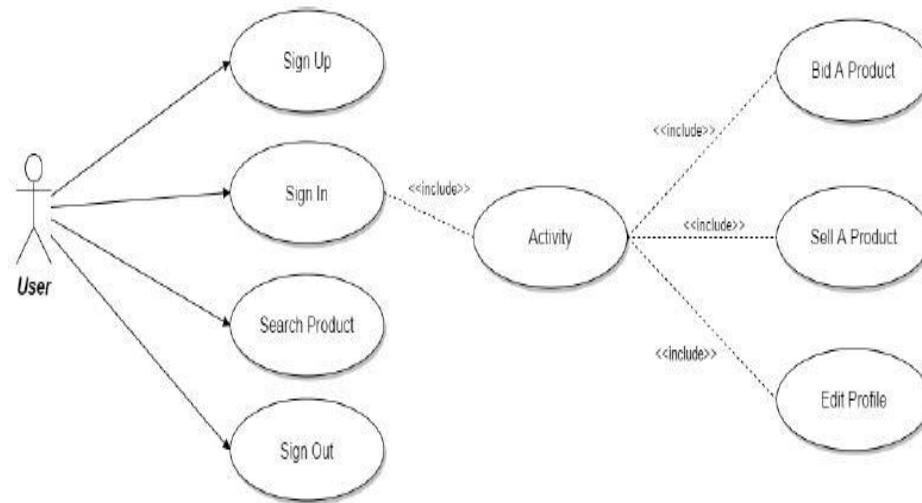 Sign Up
Bid A Product
<<include>>
Sign In
<<include>>
Activity
<<include>>
Sell A Product
User
Search Product
<<include>>
Edit Profile
Sign Out